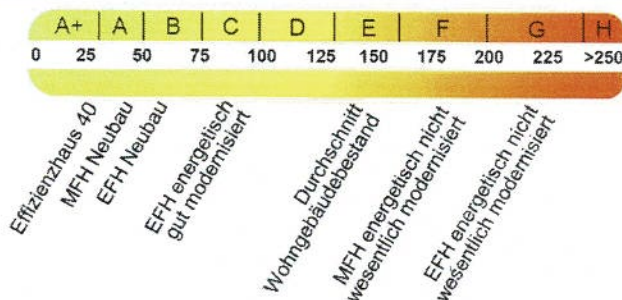 A+ A B C D E F G H
0 25 50 75 100 125 150 175 200 225 >250
Effizienzhaus 40
MFH Neubau
EFH Neubau
EFH energetisch
gut modernisiert
Durchschnitt
Wohngebäudebestand
MFH energetisch nicht
wesentlich modernisiert
EFH energetisch nicht
wesentlich modernisiert